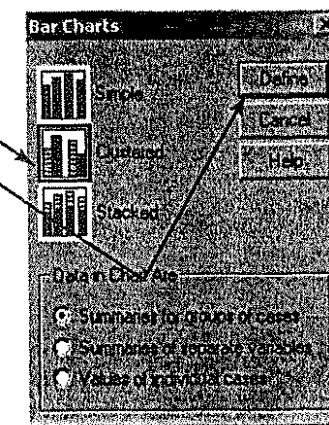 Bar Charts
Simple
Define
Cancel
Clustered
Help
Stacked
Data in Chart Are
Summaries for groups of cases
Summaries of separate variables
Values of individual cases